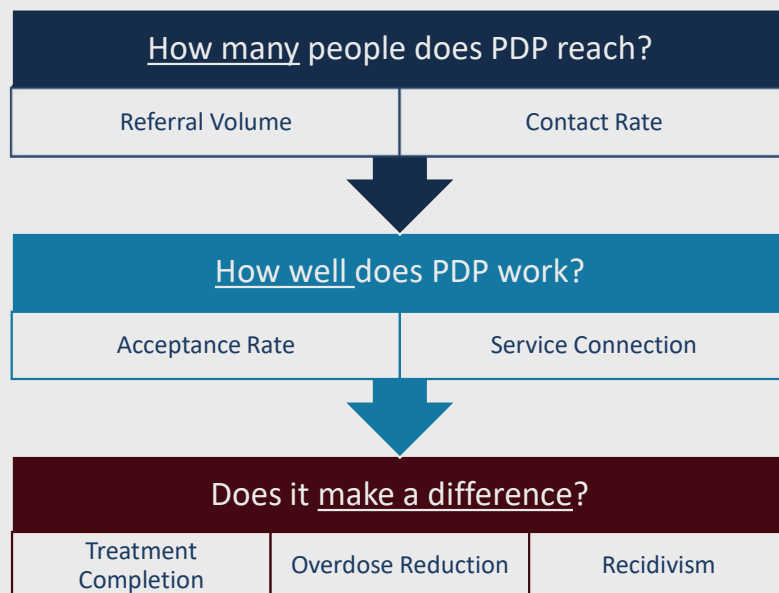 How many people does PDP reach?
Referral Volume
Contact Rate
How well does PDP work?
Acceptance Rate
Service Connection
Does it make a difference?
Treatment
Completion
Overdose Reduction
Recidivism